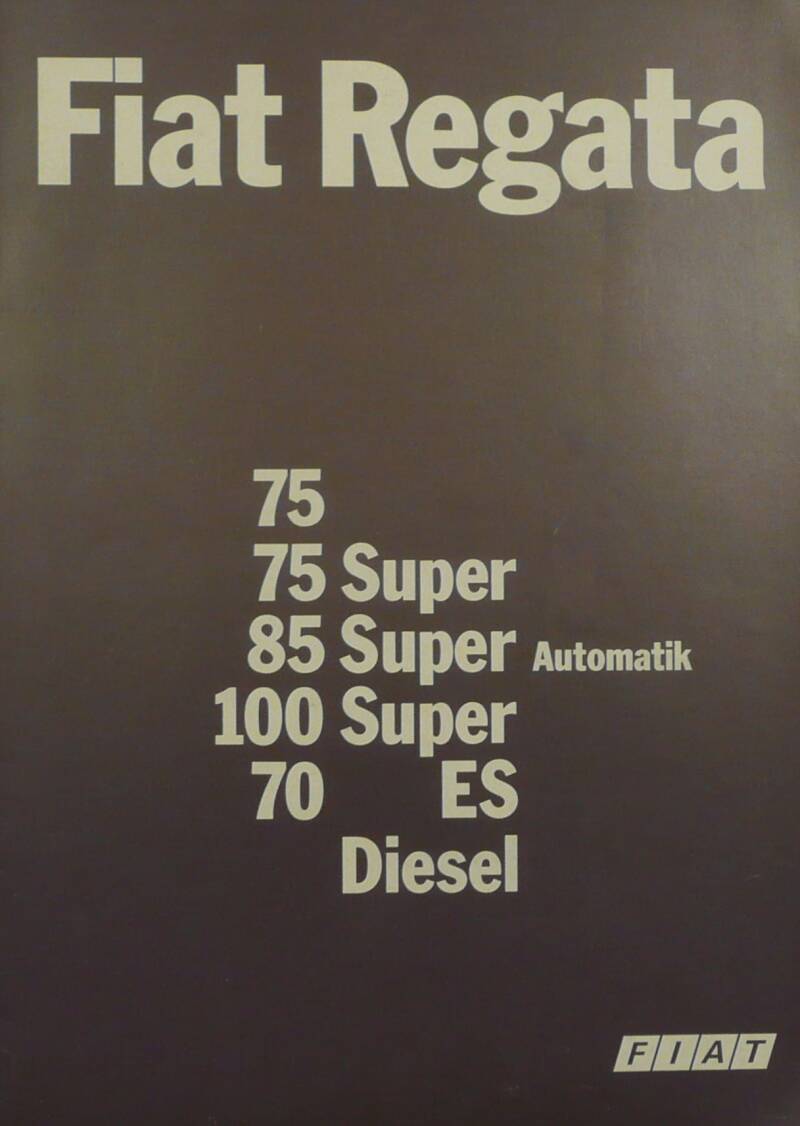 Fiat Regata
75
75 Super
85 Super Automatik
100 Super
70 ES
Diesel
FIAT